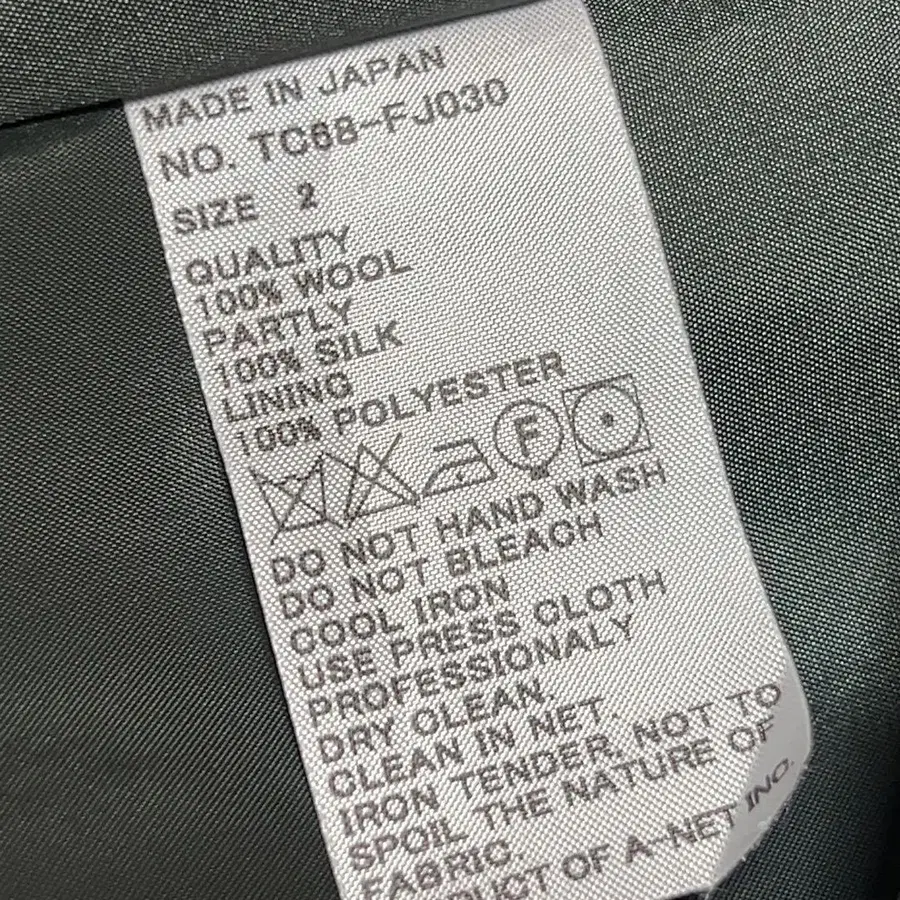 MADE IN JAPAN
NO. TC68-FJ030
SIZE 2
QUALITY
100% WOOL
PARTLY
100% SILK
LINING
100% POLYESTER
F
DO NOT HAND WASH
DO NOT BLEACH
COOL IRON
USE PRESS CLOTH
PROFESSIONALY
DRY CLEAN.
CLEAN IN NET.
IRON TENDER, NOT TO
SPOIL THE NATURE OF
FABRIC.
OF A-NET INC.